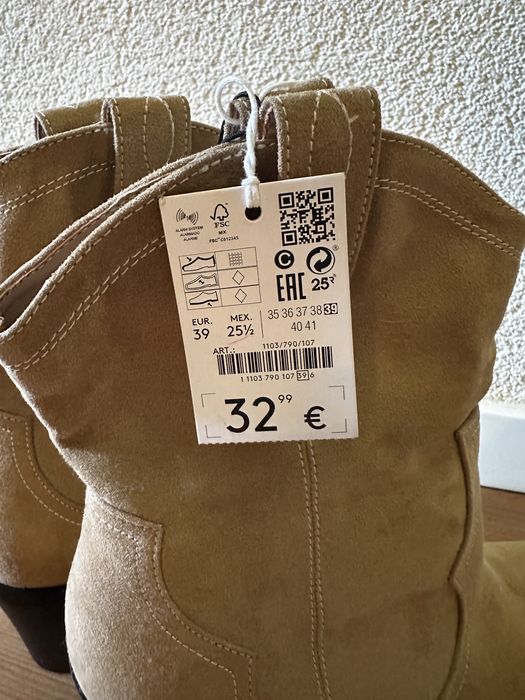 ALARM SYSTEM
ALARMADO
ALARME
FSC
MIX
FSC® C012345
C
EAC
25R
EUR.
39
MEX.
25½
35 36 37 38 39
40 41
ART.: 1103/790/107
1 1103 790 107 39 6
32 99 €